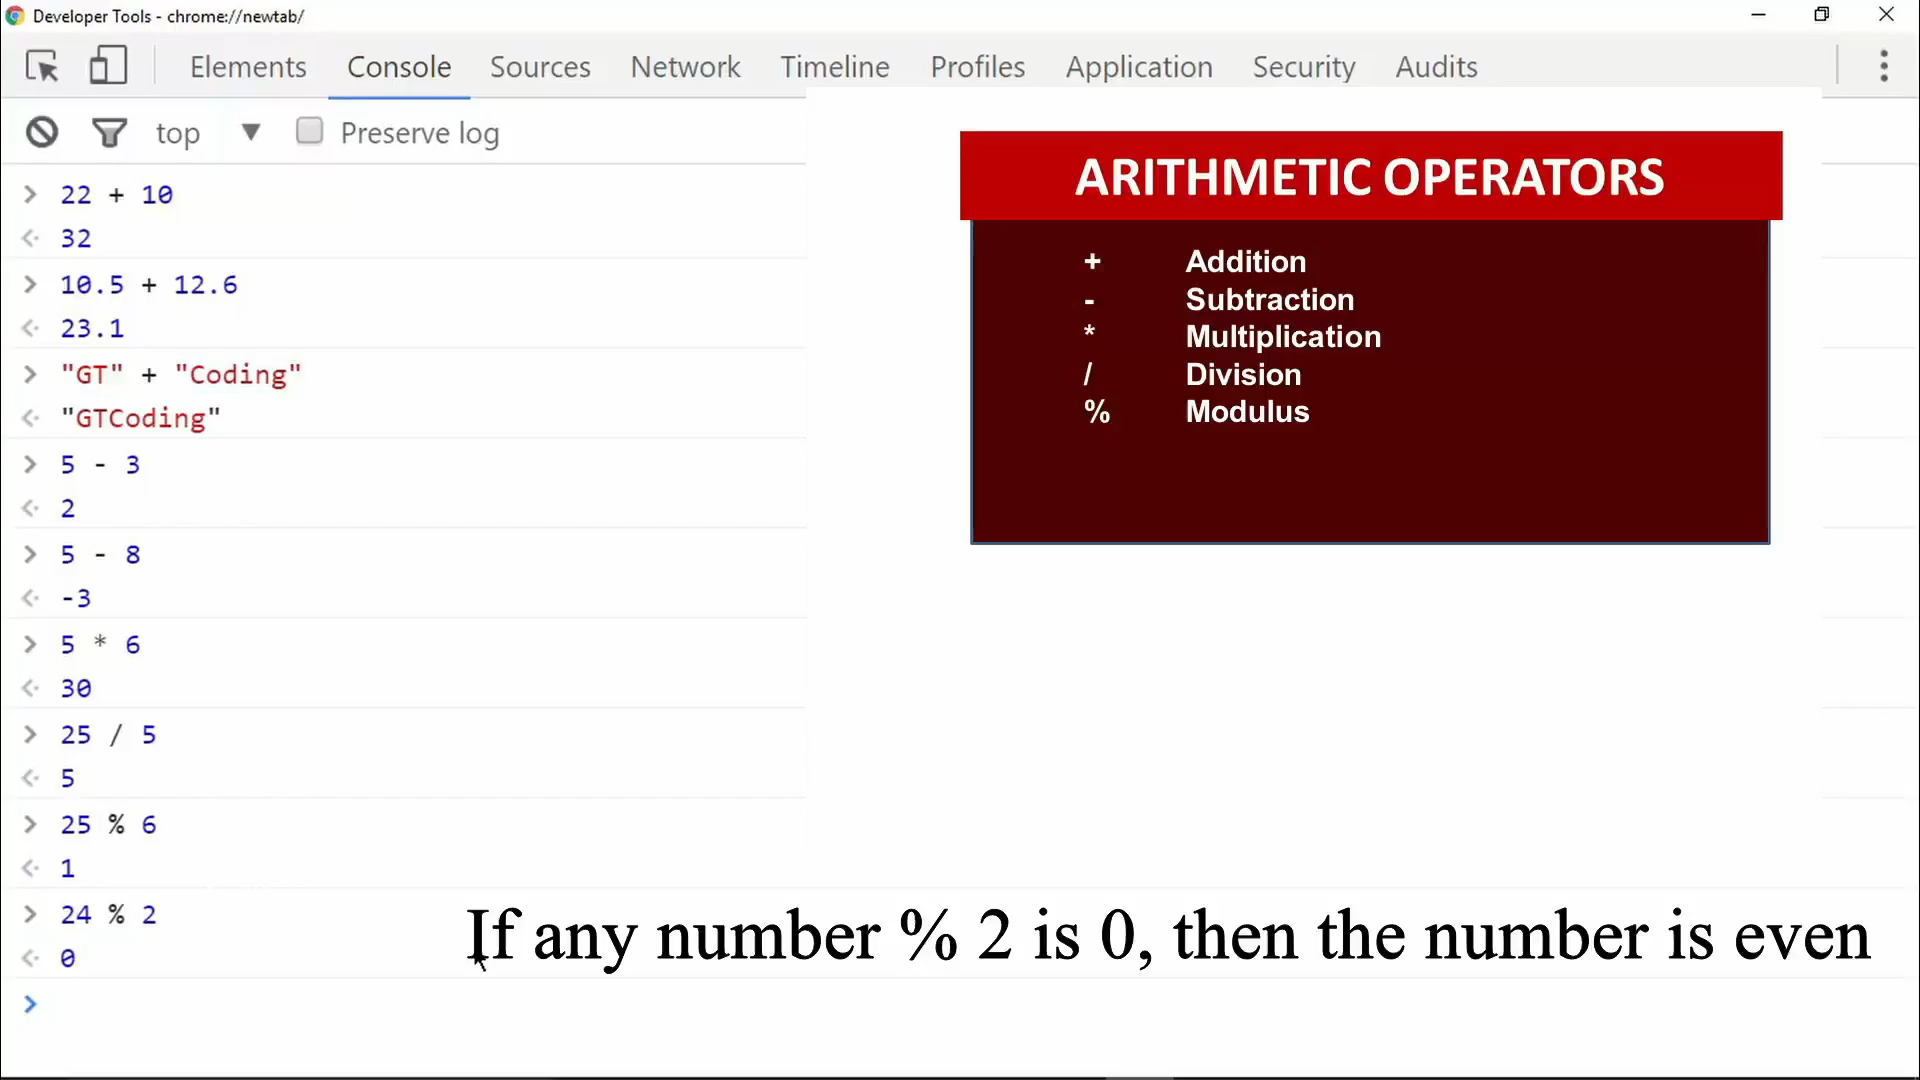 Developer Tools - chrome://newtab/
Elements Console Sources Network Timeline Profiles Application Security Audits
top Preserve log
> 22 + 10
32
> 10.5 + 12.6
23.1
> "GT" + "Coding"
"GTCoding"
> 5 - 3
2
> 5 - 8
-3
> 5 * 6
30
> 25 / 5
5
> 25 % 6
1
> 24 % 2
0
>
ARITHMETIC OPERATORS
+ Addition
- Subtraction
* Multiplication
/ Division
% Modulus
If any number % 2 is 0, then the number is even